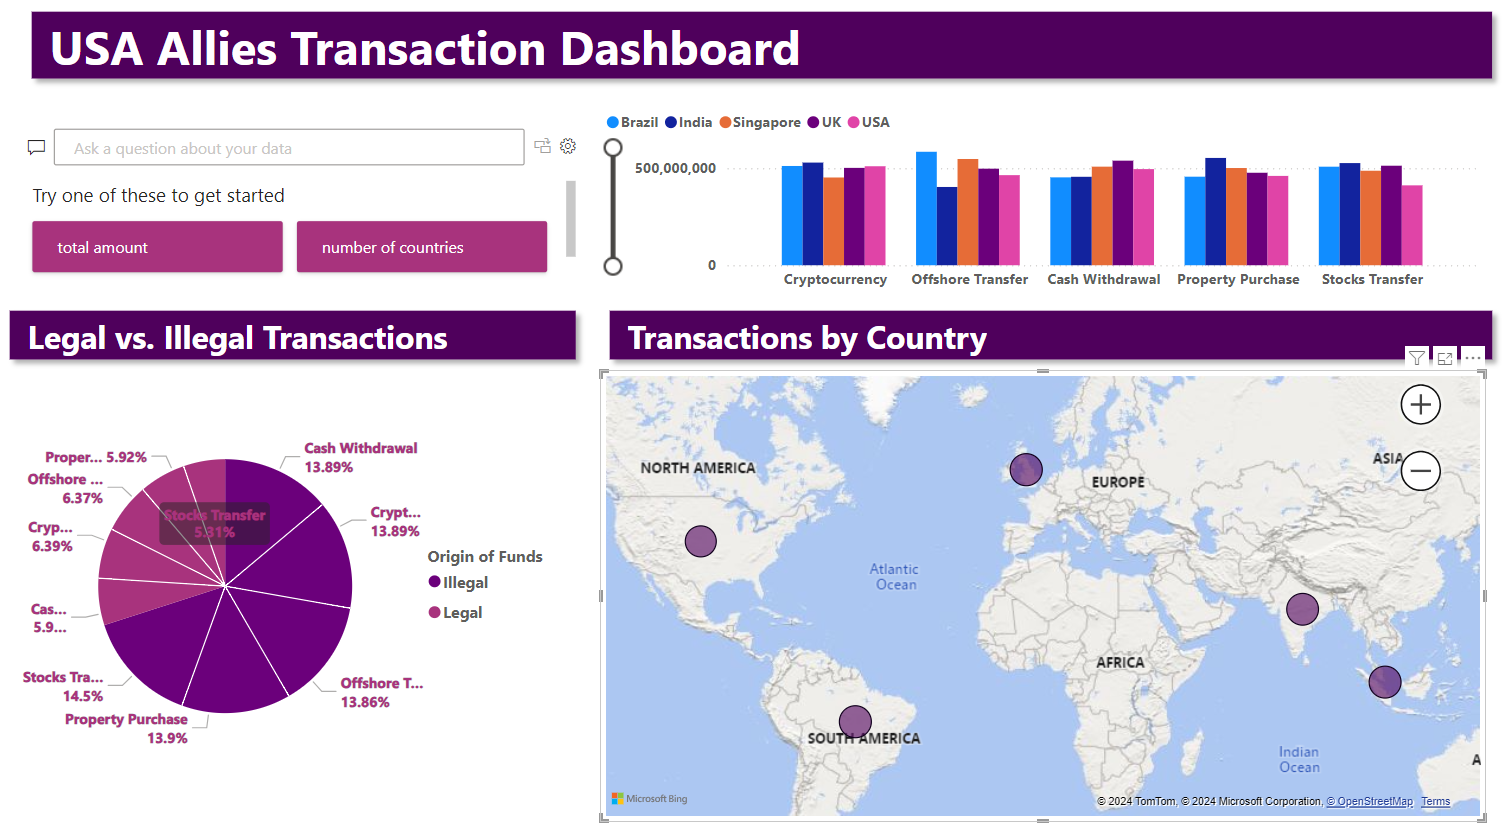 USA Allies Transaction Dashboard
Ask a question about your data
Try one of these to get started
total amount
number of countries
Brazil India Singapore UK USA
500,000,000
0
Cryptocurrency Offshore Transfer Cash Withdrawal Property Purchase Stocks Transfer
Legal vs. Illegal Transactions
Cash Withdrawal
13.89%
Crypt...
13.89%
Offshore T...
13.86%
Property Purchase
13.9%
Stocks Tra...
14.5%
Cas...
5.9...
Cryp...
6.39%
Offshore ...
6.37%
Proper... 5.92%
Stocks Transfer
5.31%
Origin of Funds
Illegal
Legal
Transactions by Country
NORTH AMERICA
EUROPE
ASIA
Atlantic
Ocean
AFRICA
SOUTH AMERICA
Indian
Ocean
A
Microsoft Bing
© 2024 TomTom, © 2024 Microsoft Corporation, © OpenStreetMap Terms